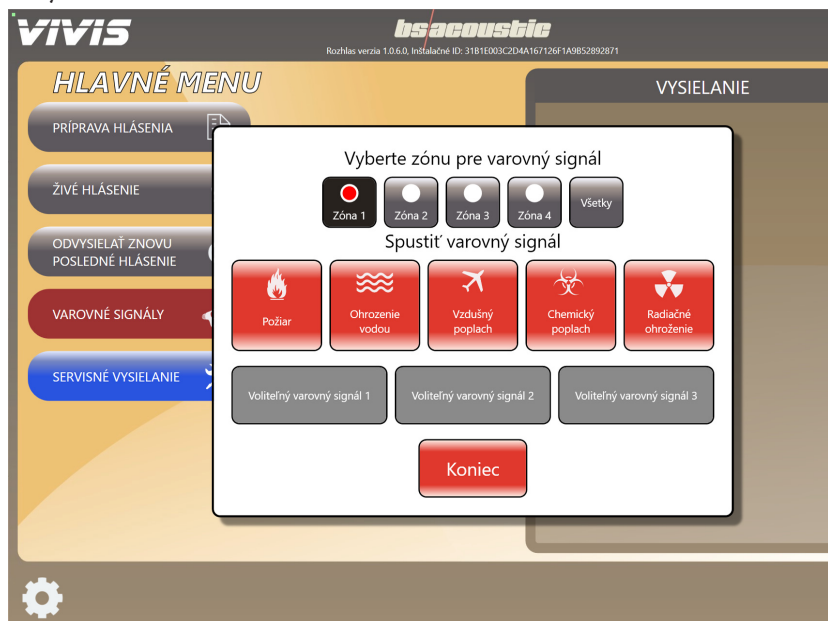 VIVIS
bsacoustic
Rozhlas verzia 1.0.6.0, Inštalačné ID: 31B1E003C2D4A167126F1A9B52892871
HLAVNÉ MENU
VYSIELANIE
PRÍPRAVA HLÁSENIA
ŽIVÉ HLÁSENIE
ODVYSIELAŤ ZNOVU
POSLEDNÉ HLÁSENIE
VAROVNÉ SIGNÁLY
SERVISNÉ VYSIELANIE
Vyberte zónu pre varovný signál
Zóna 1
Zóna 2
Zóna 3
Zóna 4
Všetky
Spustiť varovný signál
Požiar
Ohrozenie
vodou
Vzdušný
poplach
Chemický
poplach
Radiačné
ohroženie
Voliteľný varovný signál 1
Voliteľný varovný signál 2
Voliteľný varovný signál 3
Koniec